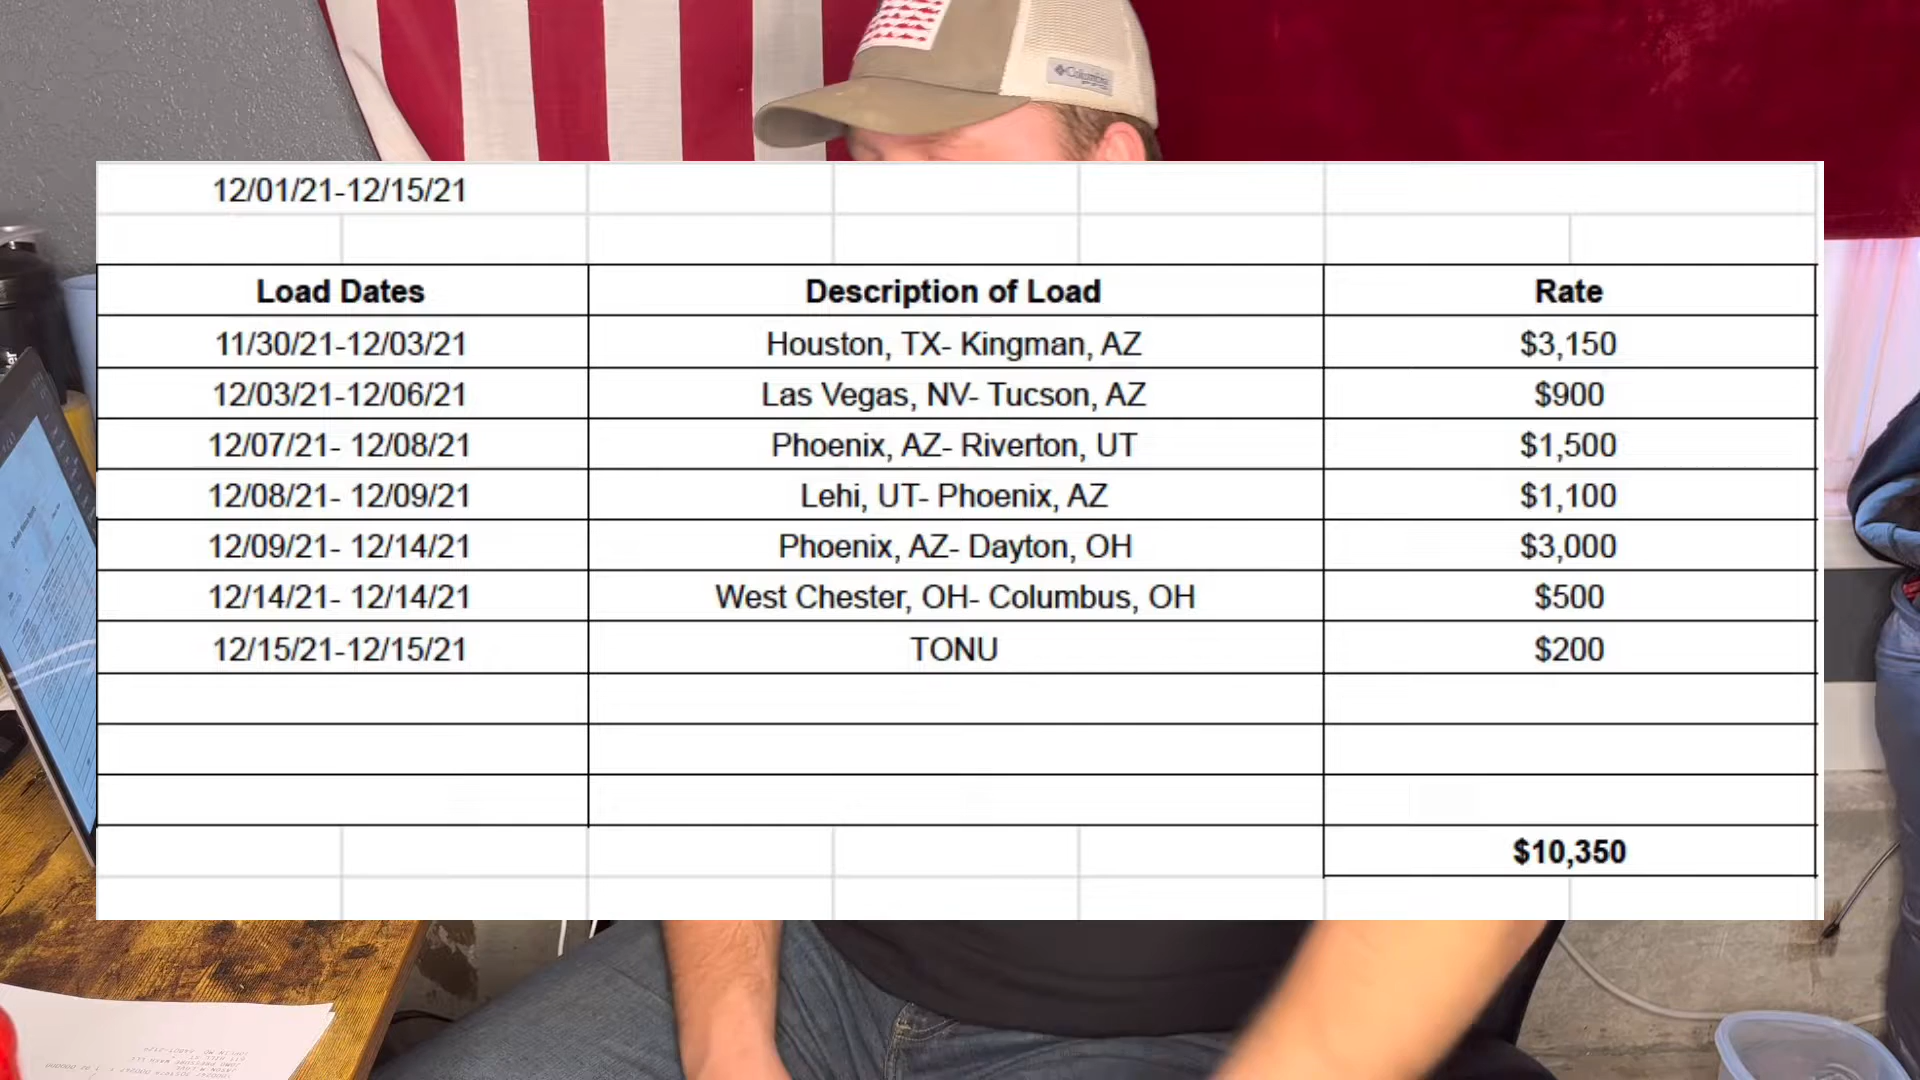 Columbia
12/01/21-12/15/21
Load Dates Description of Load Rate
11/30/21-12/03/21 Houston, TX- Kingman, AZ $3,150
12/03/21-12/06/21 Las Vegas, NV- Tucson, AZ $900
12/07/21- 12/08/21 Phoenix, AZ- Riverton, UT $1,500
12/08/21- 12/09/21 Lehi, UT- Phoenix, AZ $1,100
12/09/21- 12/14/21 Phoenix, AZ- Dayton, OH $3,000
12/14/21- 12/14/21 West Chester, OH- Columbus, OH $500
12/15/21-12/15/21 TONU $200
$10,350